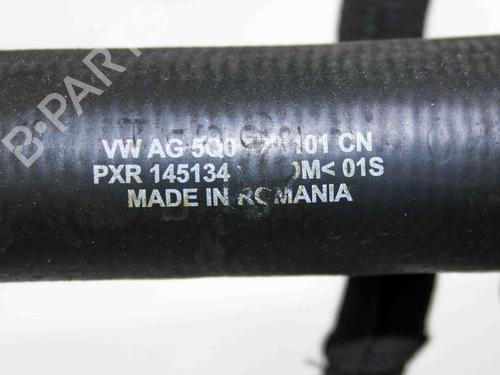 B-PARTS
VW AG 5Q0 101 CN
PXR 145134 < 01S
MADE IN ROMANIA